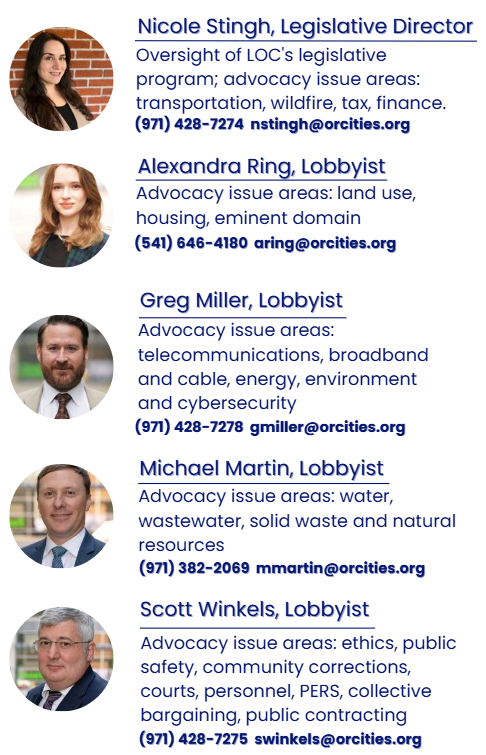 Nicole Stingh, Legislative Director
Oversight of LOC's legislative
program; advocacy issue areas:
transportation, wildfire, tax, finance.
(971) 428-7274 nstingh@orcities.org
Alexandra Ring, Lobbyist
Advocacy issue areas: land use,
housing, eminent domain
(541) 646-4180 aring@orcities.org
Greg Miller, Lobbyist
Advocacy issue areas:
telecommunications, broadband
and cable, energy, environment
and cybersecurity
(971) 428-7278 gmiller@orcities.org
Michael Martin, Lobbyist
Advocacy issue areas: water,
wastewater, solid waste and natural
resources
(971) 382-2069 mmartin@orcities.org
Scott Winkels, Lobbyist
Advocacy issue areas: ethics, public
safety, community corrections,
courts, personnel, PERS, collective
bargaining, public contracting
(971) 428-7275 swinkels@orcities.org